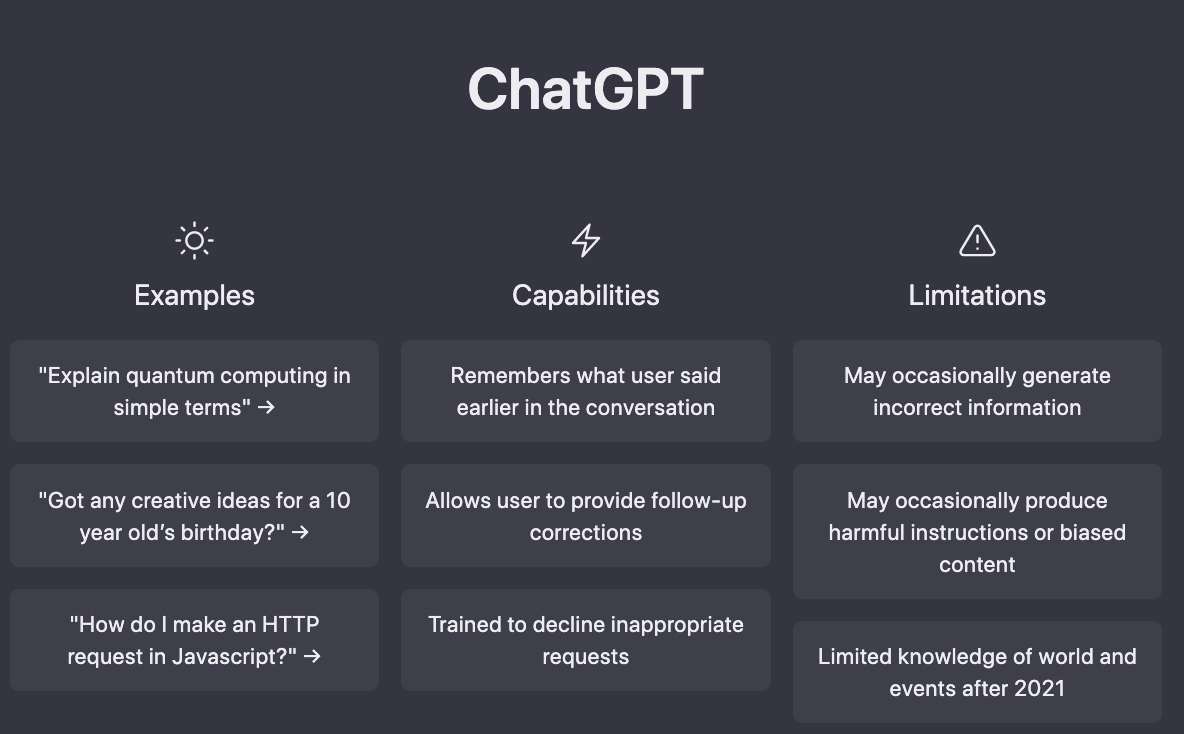 ChatGPT
Examples
"Explain quantum computing in
simple terms" →
"Got any creative ideas for a 10
year old’s birthday?" →
"How do I make an HTTP
request in Javascript?" →
Capabilities
Remembers what user said
earlier in the conversation
Allows user to provide follow-up
corrections
Trained to decline inappropriate
requests
Limitations
May occasionally generate
incorrect information
May occasionally produce
harmful instructions or biased
content
Limited knowledge of world and
events after 2021